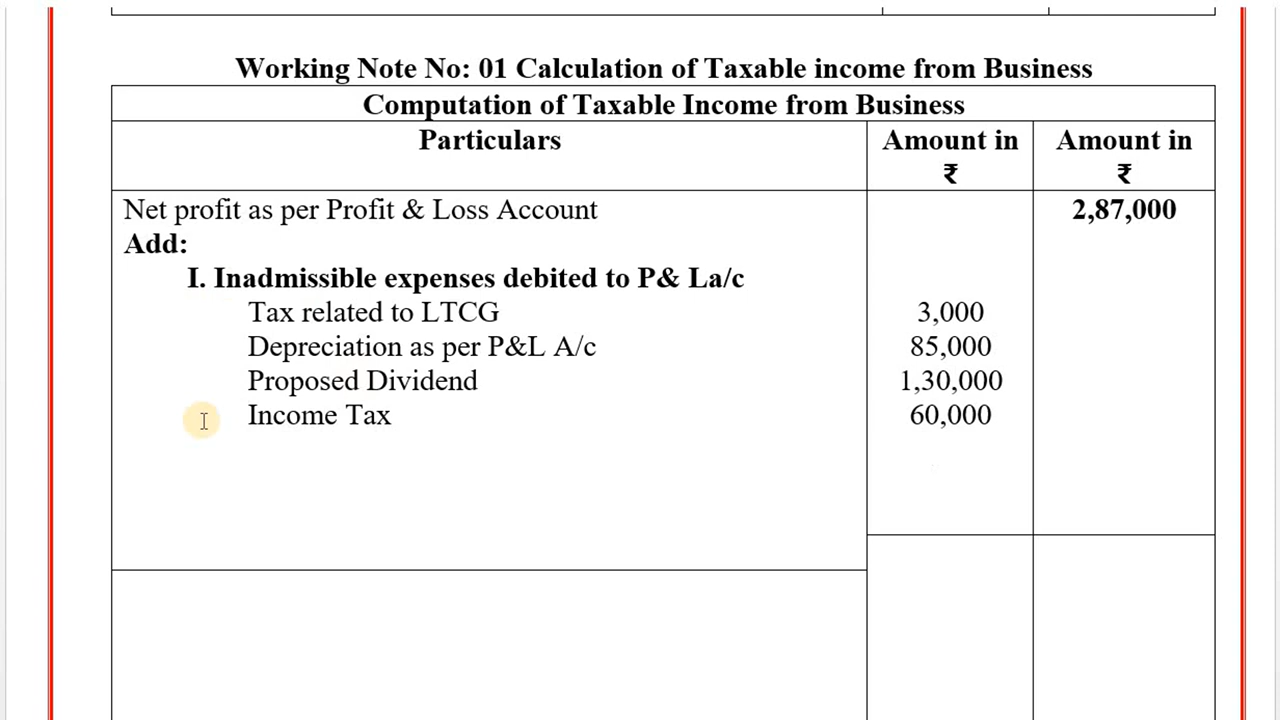 Working Note No: 01 Calculation of Taxable income from Business
Computation of Taxable Income from Business
Particulars Amount in ₹ Amount in ₹
Net profit as per Profit & Loss Account 2,87,000
Add:
I. Inadmissible expenses debited to P& La/c
Tax related to LTCG 3,000
Depreciation as per P&L A/c 85,000
Proposed Dividend 1,30,000
Income Tax 60,000